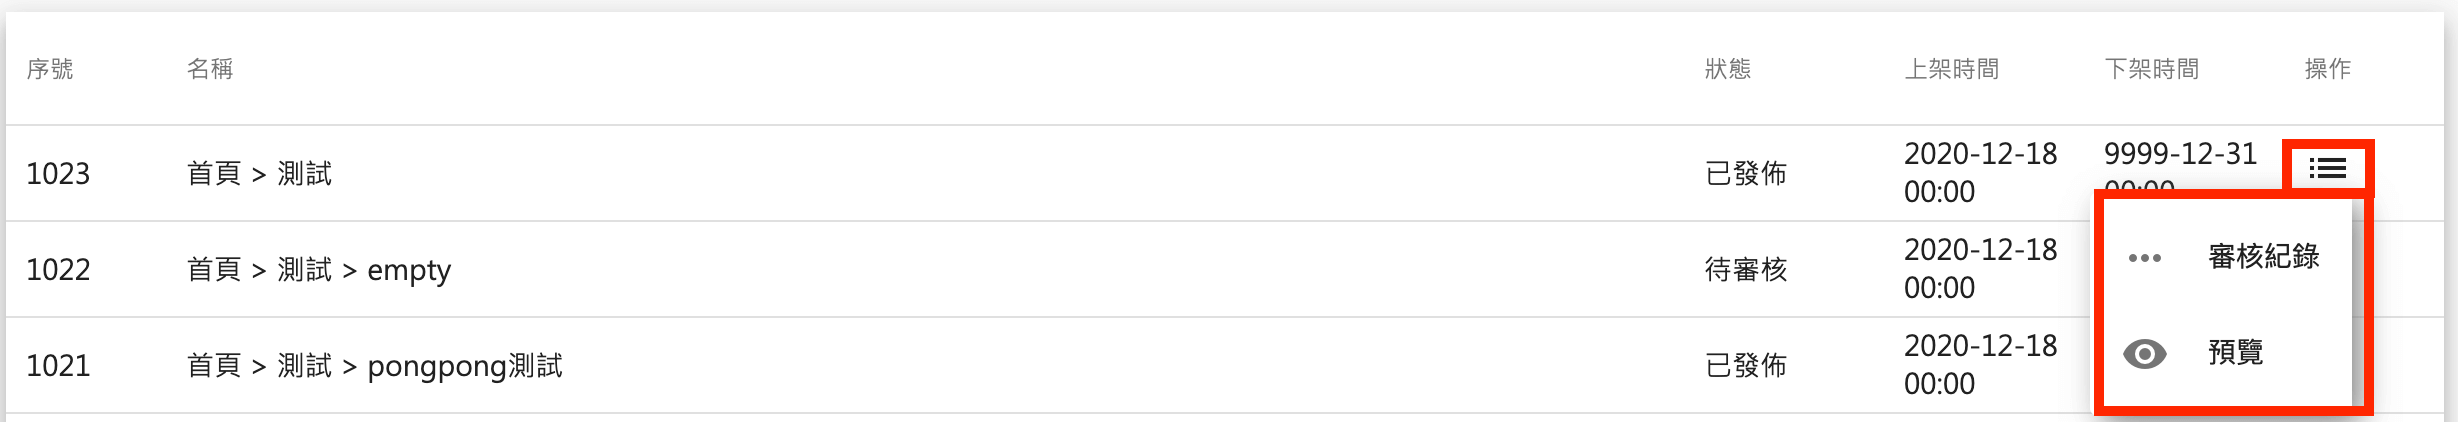 序號 名稱 狀態 上架時間 下架時間 操作
1023 首頁 > 測試 已發佈 2020-12-18 00:00 9999-12-31
審核紀錄
1022 首頁 > 測試 > empty 待審核 2020-12-18 00:00
預覽
1021 首頁 > 測試 > pongpong測試 已發佈 2020-12-18 00:00